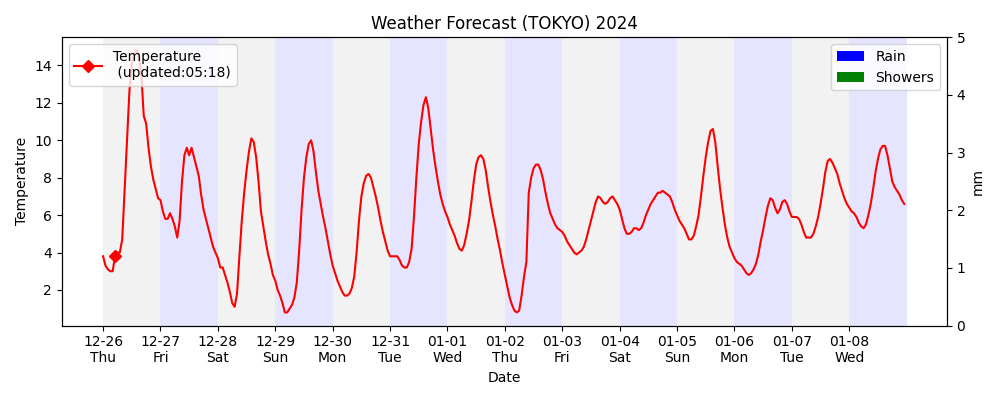 Weather Forecast (TOKYO) 2024
Temperature
(updated:05:18)
Rain
Showers
Temperature
14
12
10
8
6
4
2
5
4
3
2
1
0
mm
12-26 12-27 12-28 12-29 12-30 12-31 01-01 01-02 01-03 01-04 01-05 01-06 01-07 01-08
Thu Fri Sat Sun Mon Tue Wed Thu Fri Sat Sun Mon Tue Wed
Date